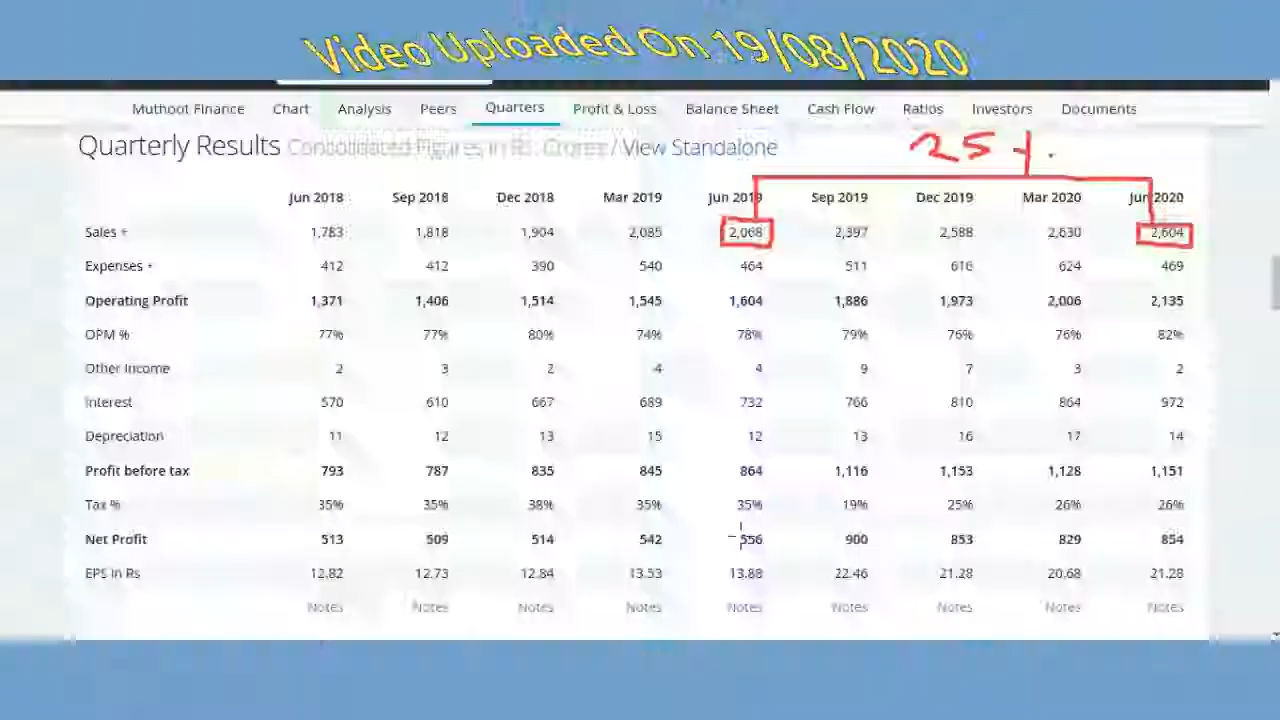 Video Uploaded On 19/08/2020
Muthoot Finance Chart Analysis Peers Quarters Profit & Loss Balance Sheet Cash Flow Ratios Investors Documents
25 %.
Quarterly Results Consolidated Figures in Rs. Crores / View Standalone
Jun 2018 Sep 2018 Dec 2018 Mar 2019 Jun 2019 Sep 2019 Dec 2019 Mar 2020 Jun 2020
Sales + 1,783 1,818 1,904 2,085 2,068 2,397 2,588 2,630 2,604
Expenses + 412 412 390 540 464 511 616 624 469
Operating Profit 1,371 1,406 1,514 1,545 1,604 1,886 1,973 2,006 2,135
OPM % 77% 77% 80% 74% 78% 79% 76% 76% 82%
Other Income 2 3 2 4 4 9 7 3 2
Interest 570 610 667 689 732 766 810 864 972
Depreciation 11 12 13 15 12 13 16 17 14
Profit before tax 793 787 835 845 864 1,116 1,153 1,128 1,151
Tax % 35% 35% 38% 35% 35% 19% 25% 26% 26%
Net Profit 513 509 514 542 556 900 853 829 854
EPS in Rs 12.82 12.73 12.84 13.53 13.88 22.46 21.28 20.68 21.28
Notes Notes Notes Notes Notes Notes Notes Notes Notes